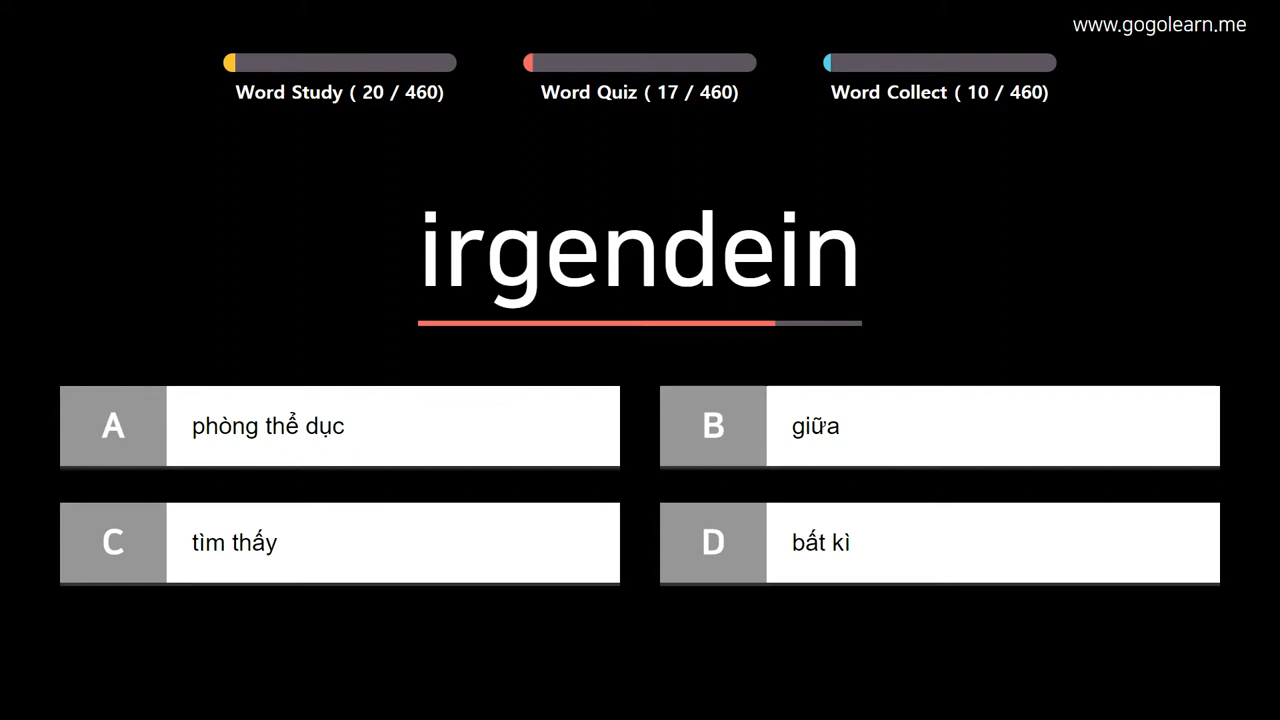 www.gogolearn.me
Word Study ( 20 / 460)
Word Quiz ( 17 / 460)
Word Collect ( 10 / 460)
irgendein
A phòng thể dục
B giữa
C tìm thấy
D bất kì